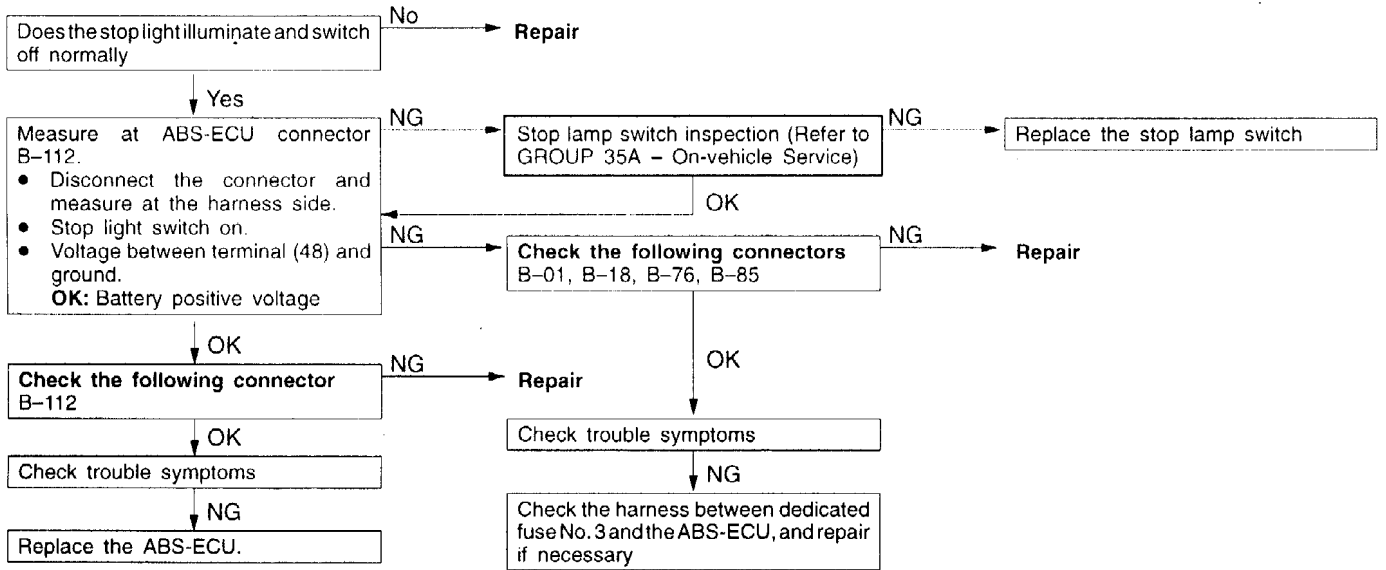 Does the stop light illuminate and switch
off normally
No
Repair
Yes
Measure at ABS-ECU connector
B–112.
● Disconnect the connector and
measure at the harness side.
● Stop light switch on.
● Voltage between terminal (48) and
ground.
OK: Battery positive voltage
NG
Stop lamp switch inspection (Refer to
GROUP 35A – On-vehicle Service)
NG
Replace the stop lamp switch
OK
NG
Check the following connectors
B–01, B–18, B–76, B–85
NG
Repair
OK
Check the following connector
B–112
NG
Repair
OK
Check trouble symptoms
NG
Replace the ABS-ECU.
OK
Check trouble symptoms
NG
Check the harness between dedicated
fuse No. 3 and the ABS-ECU, and repair
if necessary